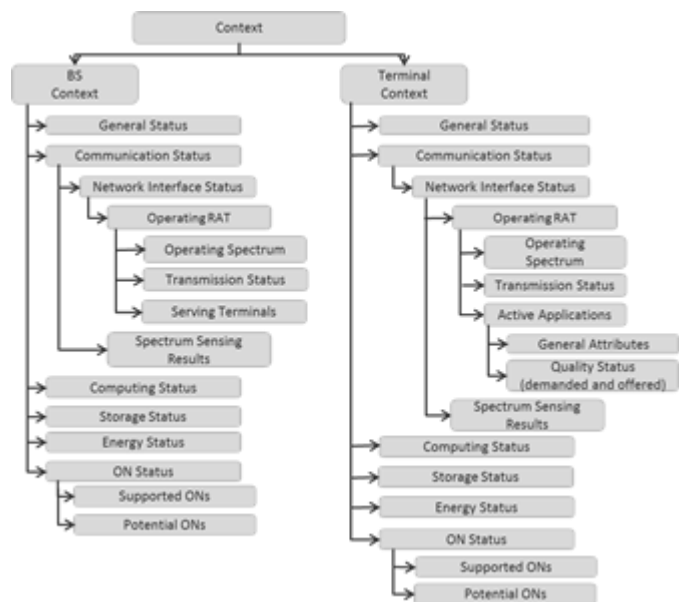 Context
BS
Context
General Status
Communication Status
Network Interface Status
Operating RAT
Operating Spectrum
Transmission Status
Serving Terminals
Spectrum Sensing
Results
Computing Status
Storage Status
Energy Status
ON Status
Supported ONs
Potential ONs
Terminal
Context
General Status
Communication Status
Network Interface Status
Operating RAT
Operating
Spectrum
Transmission Status
Active Applications
General Attributes
Quality Status
(demanded and offered)
Spectrum Sensing
Results
Computing Status
Storage Status
Energy Status
ON Status
Supported ONs
Potential ONs